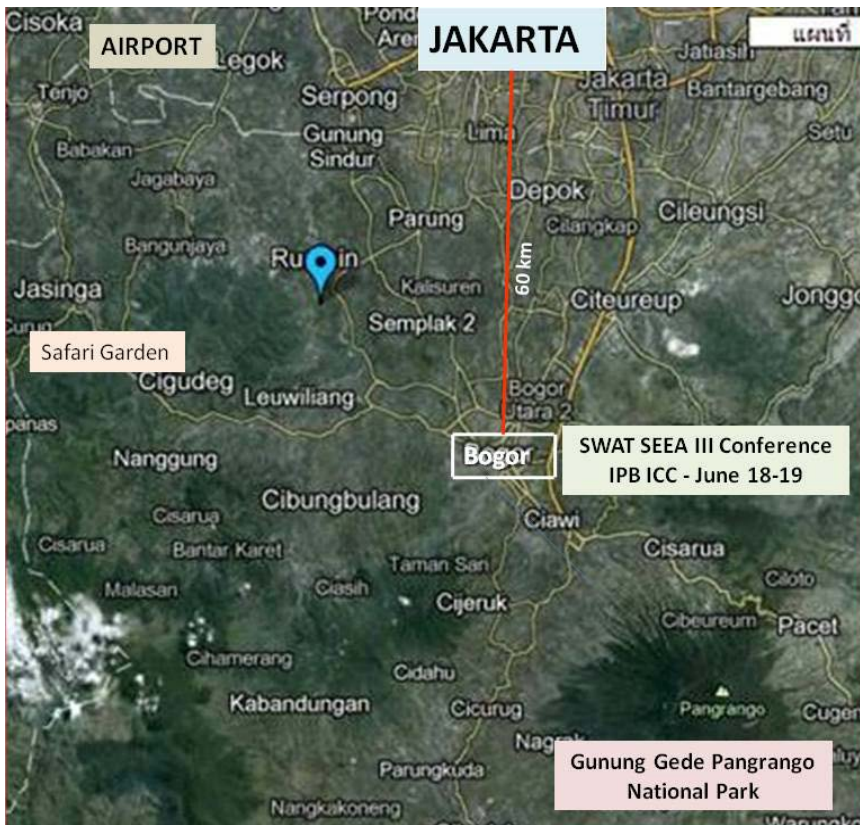 Cisoka
AIRPORT
Legok
JAKARTA
Jatiasih
แผนที่
Tenjo
Serpong
Jakarta
Timur
Bantargebang
Babakan
Gunung
Sindur
Lima
Setu
Jagabaya
Depok
Parung
Cilangkap
Cileungsi
Bangunjaya
60 km
Jasinga
Kalisuren
Citeureup
Semplak 2
Safari Garden
Cigudeg
Leuwiliang
Bogor
Utara 2
Bogor
SWAT SEEA III Conference
IPB ICC - June 18-19
Nanggung
Cibungbulang
Cisarua
Ciawi
Cisarua
Bantar Keret
Cisarua
Taman Sari
Malasan
Ciasih
Cijeruk
Ciloto
Cibeureum
Pacet
Cihamerang
Cidahu
Kabandungan
Cicurug
Pangrango
Parungkuda
Gunung Gede Pangrango
National Park
Nangkakoneng